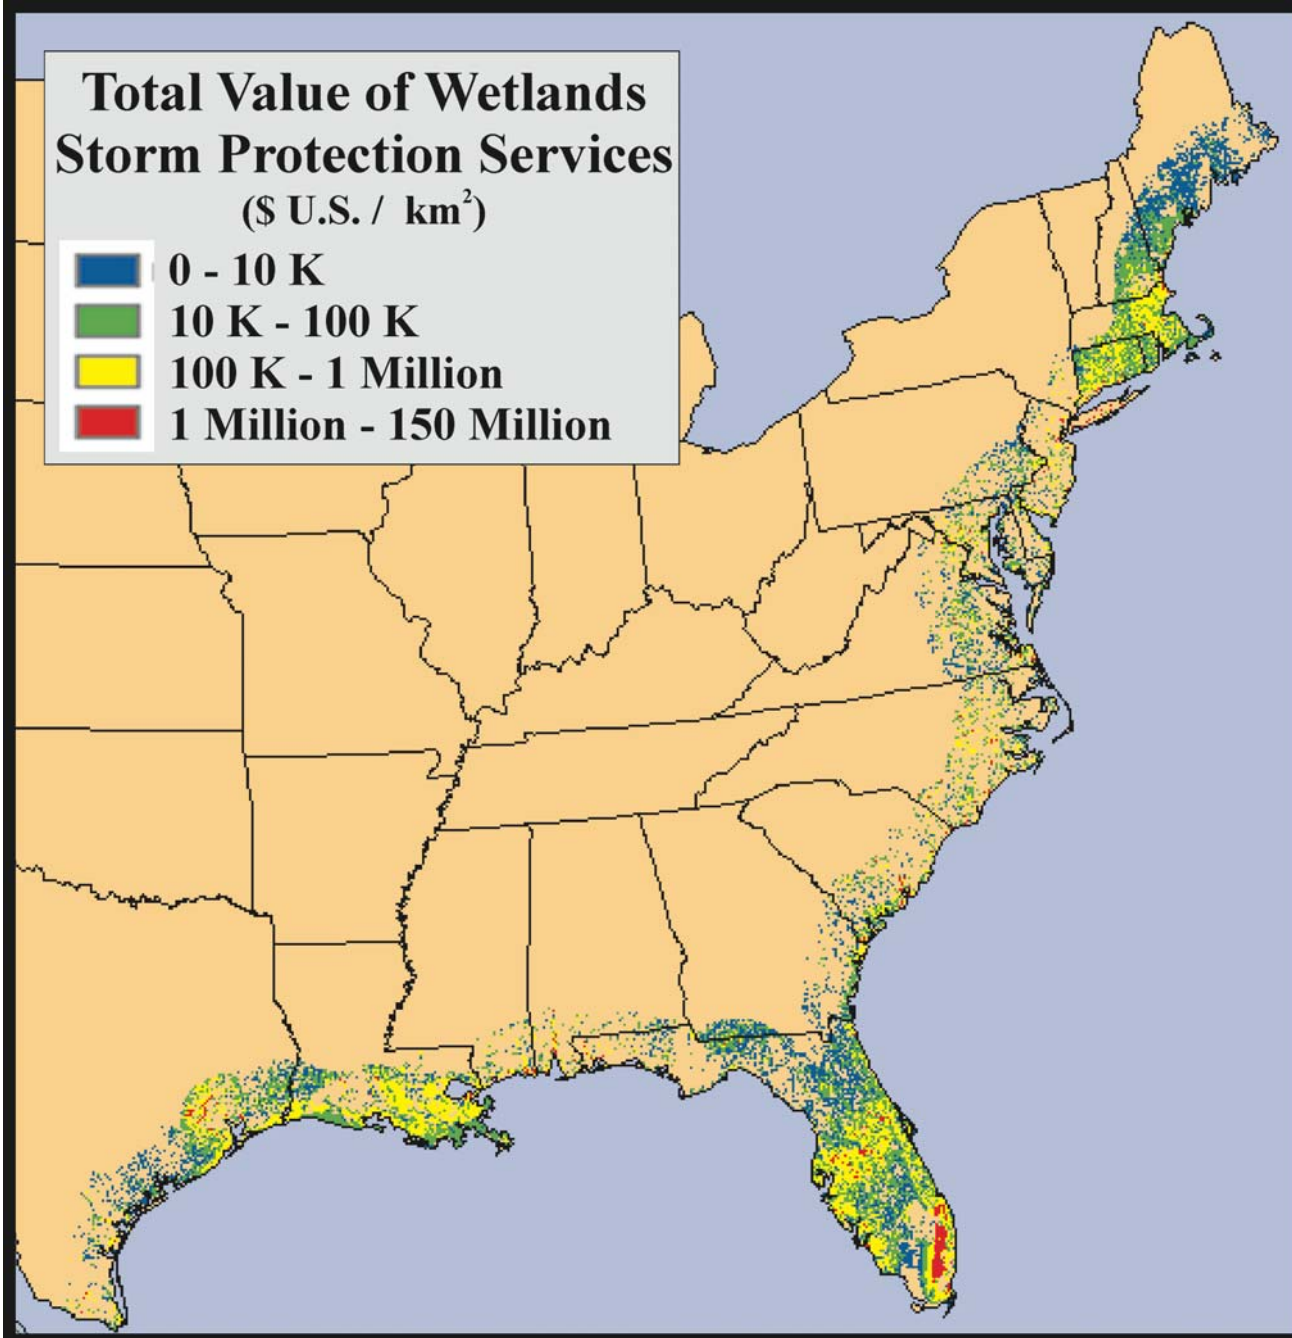 Total Value of Wetlands
Storm Protection Services
($ U.S. / km²)
0 - 10 K
10 K - 100 K
100 K - 1 Million
1 Million - 150 Million